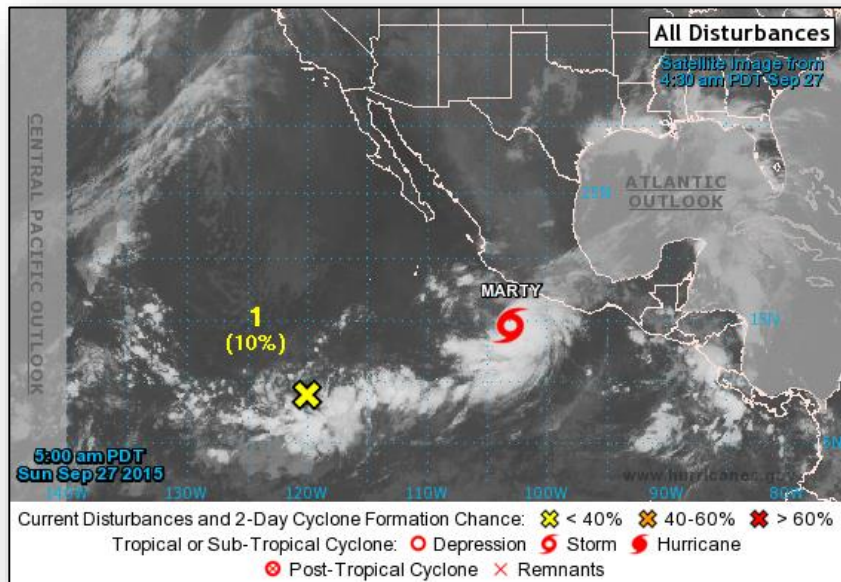 All Disturbances
Satellite Image from
4:30 am PDT Sep 27
CENTRAL PACIFIC OUTLOOK
ATLANTIC
OUTLOOK
25N
MARTY
1
(10%)
15N
5:00 am PDT
Sun Sep 27 2015
5N
www.hurricanes.gov
140W 130W 120W 110W 100W 90W 80W
Current Disturbances and 2-Day Cyclone Formation Chance: < 40% 40-60% > 60%
Tropical or Sub-Tropical Cyclone: Depression Storm Hurricane
Post-Tropical Cyclone Remnants